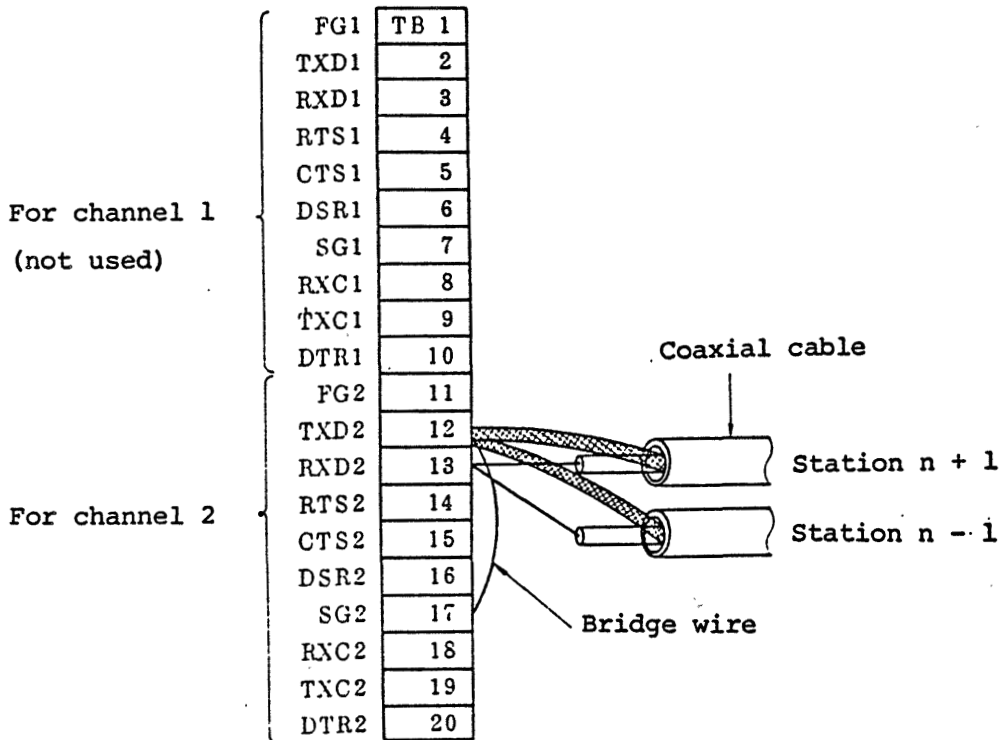 FG1 TB 1
TXD1 2
RXD1 3
RTS1 4
CTS1 5
DSR1 6
SG1 7
RXC1 8
TXC1 9
DTR1 10
FG2 11
TXD2 12
RXD2 13
RTS2 14
CTS2 15
DSR2 16
SG2 17
RXC2 18
TXC2 19
DTR2 20
For channel 1
(not used)
For channel 2
Coaxial cable
Station n + 1
Station n - 1
Bridge wire